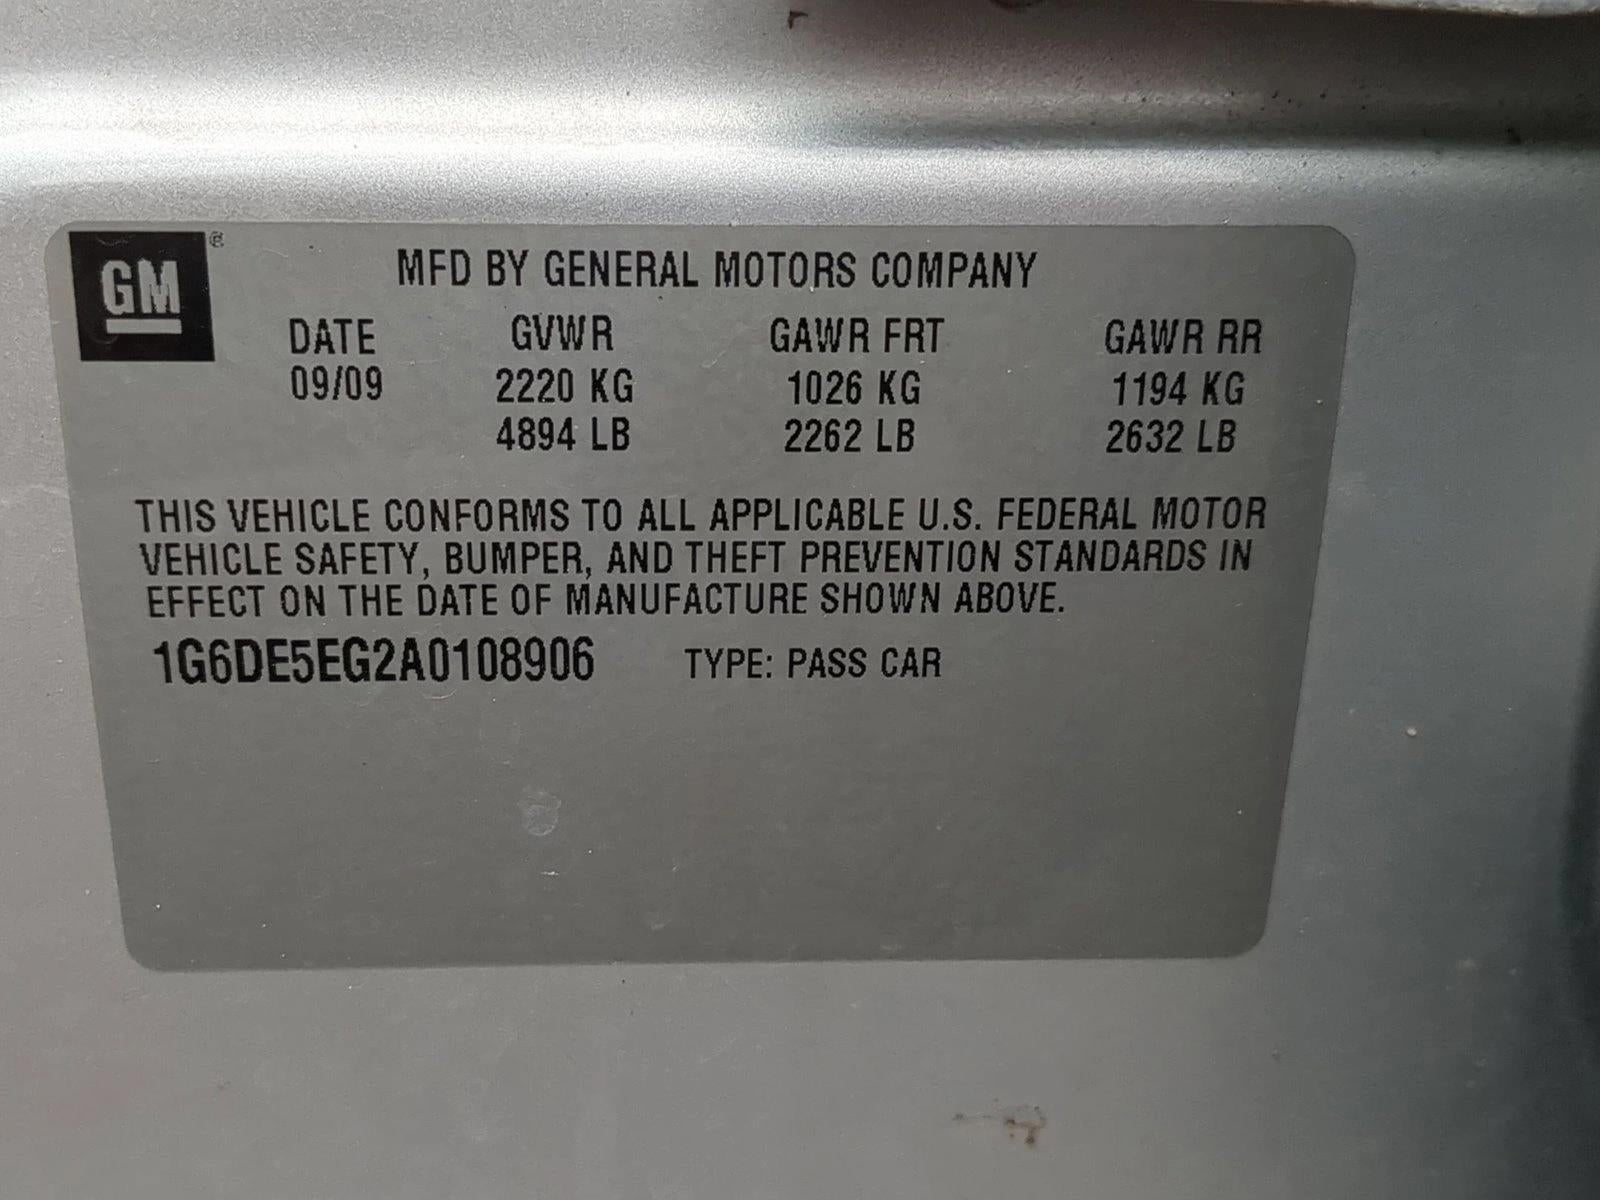 GM ®
MFD BY GENERAL MOTORS COMPANY
DATE GVWR GAWR FRT GAWR RR
09/09 2220 KG 1026 KG 1194 KG
4894 LB 2262 LB 2632 LB
THIS VEHICLE CONFORMS TO ALL APPLICABLE U.S. FEDERAL MOTOR
VEHICLE SAFETY, BUMPER, AND THEFT PREVENTION STANDARDS IN
EFFECT ON THE DATE OF MANUFACTURE SHOWN ABOVE.
1G6DE5EG2A0108906 TYPE: PASS CAR